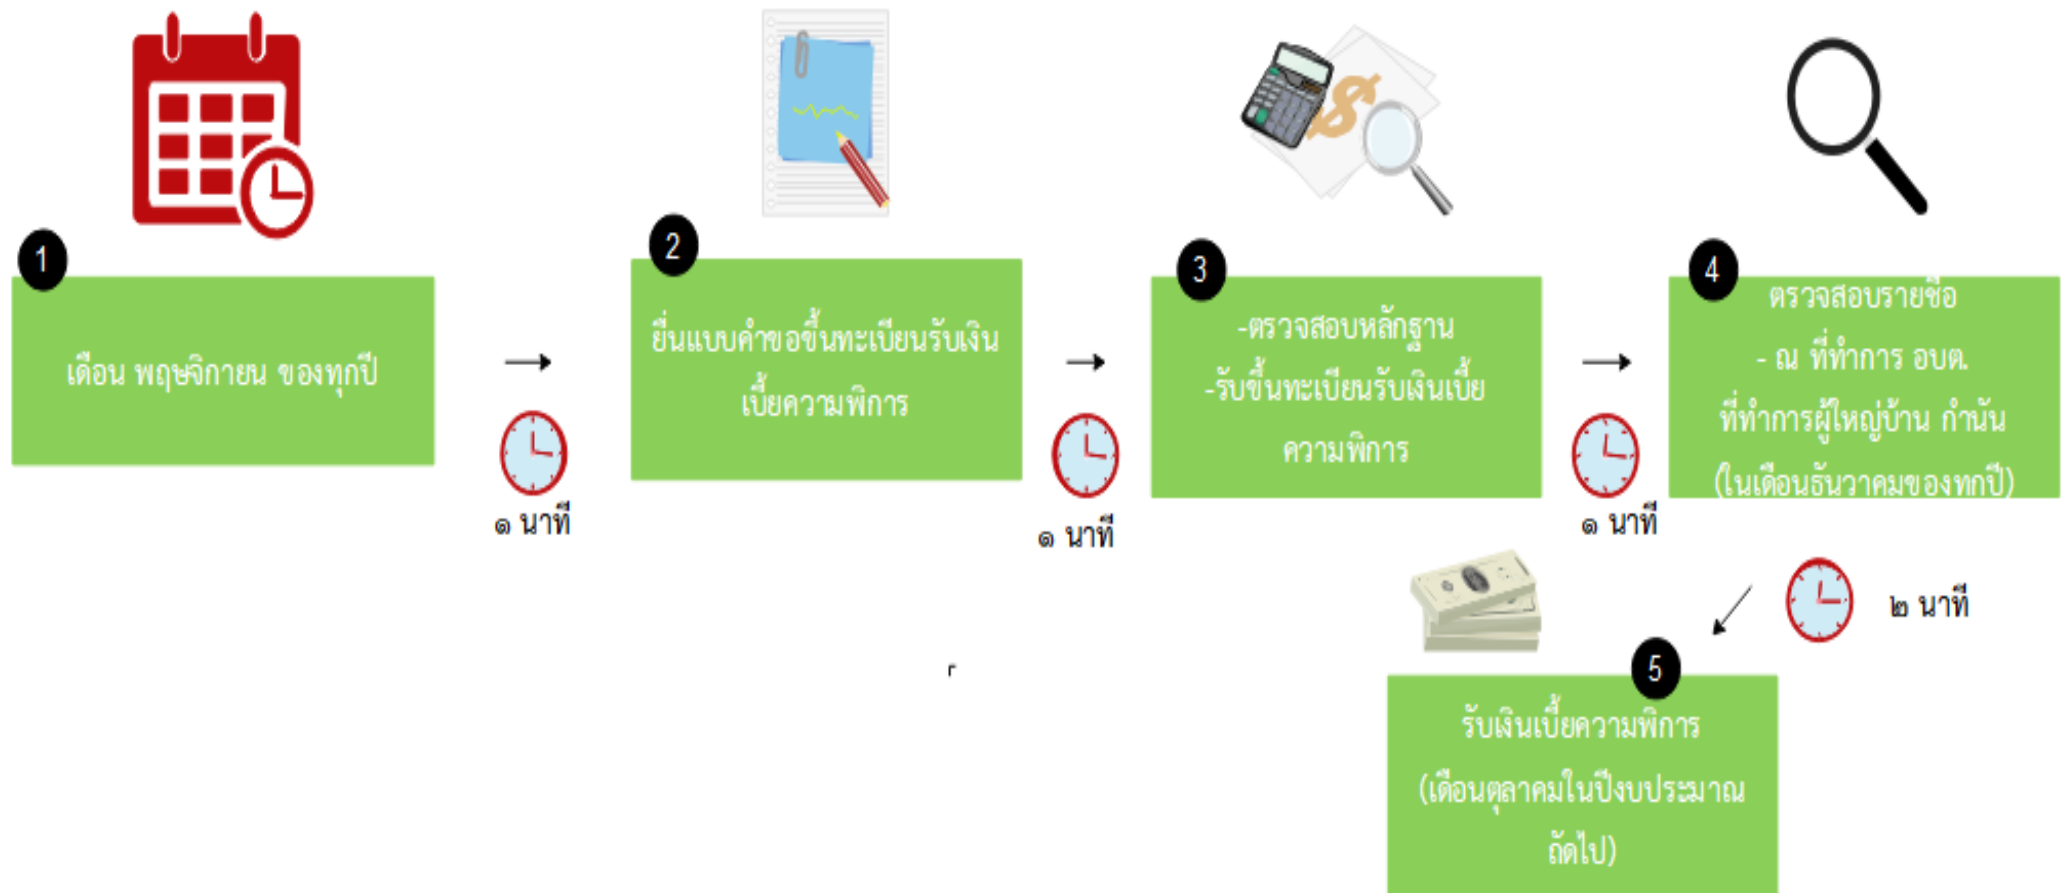 1
เดือน พฤษจิกายน ของทุกปี
๑ นาที
2
ยื่นแบบคำขอขึ้นทะเบียนรับเงิน
เบี้ยความพิการ
๑ นาที
3
-ตรวจสอบหลักฐาน
-รับขึ้นทะเบียนรับเงินเบี้ย
ความพิการ
๑ นาที
4
ตรวจสอบรายชื่อ
- ณ ที่ทำการ อบต.
ที่ทำการผู้ใหญ่บ้าน กำนัน
(ในเดือนธันวาคมของทุกปี)
๒ นาที
5
รับเงินเบี้ยความพิการ
(เดือนตุลาคมในปีงบประมาณ
ถัดไป)